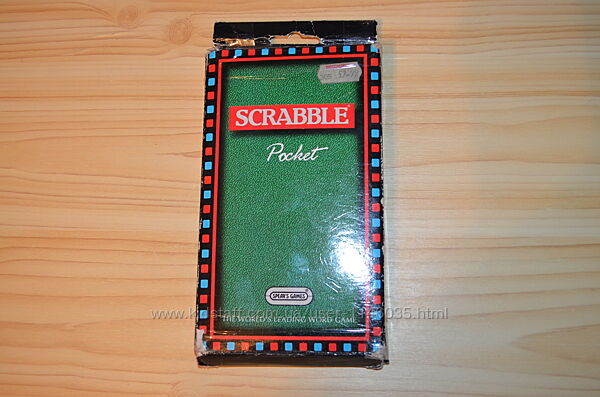 SCRABBLE
Pocket
SPEAR'S GAMES
THE WORLD'S LEADING WORD GAME